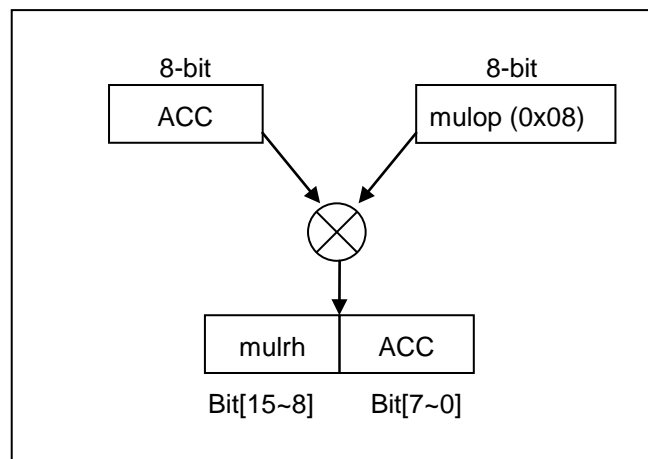 8-bit 8-bit
ACC mulop (0x08)
mulrh ACC
Bit[15~8] Bit[7~0]